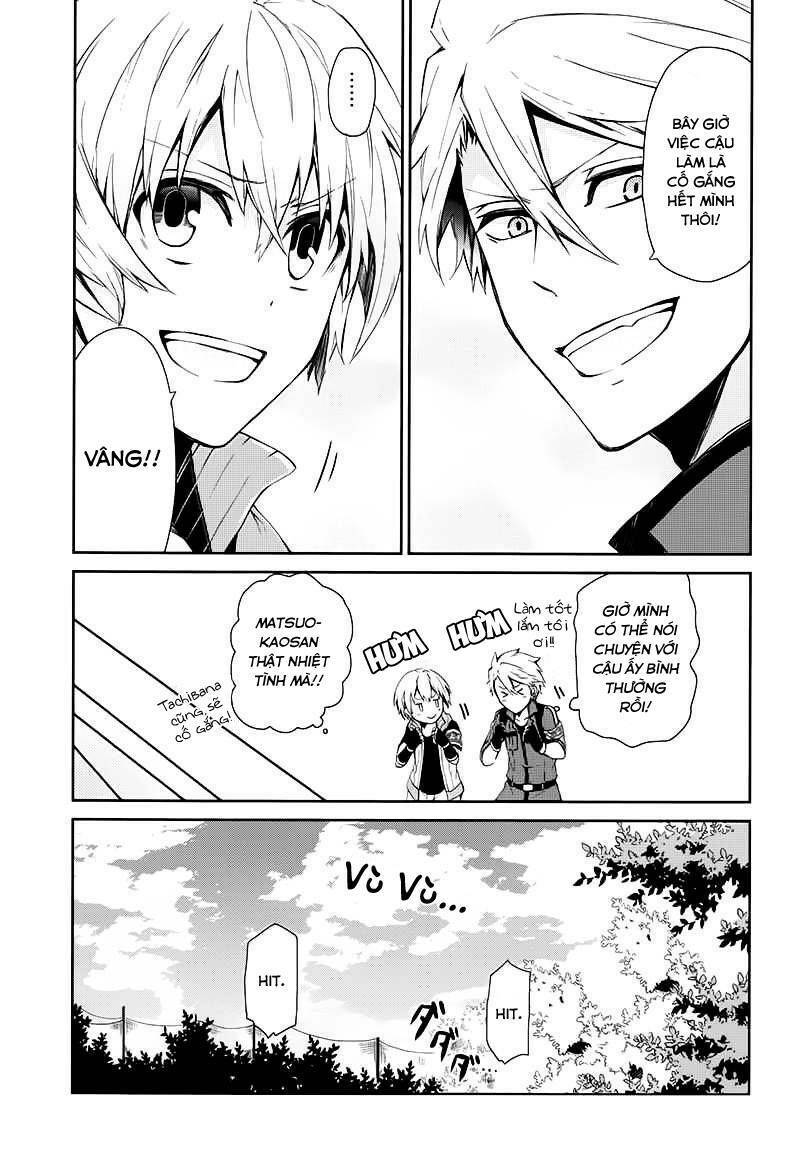 BÂY GIỜ
VIỆC CẬU
LÀM LÀ
CỐ GẮNG
HẾT MÌNH
THÔI!
......
VÂNG!!
GIỜ MÌNH
CÓ THỂ NÓI
CHUYỆN VỚI
CẬU ẤY BÌNH
THƯỜNG
RỒI!
Làm tốt
lắm tôi
ơi!!
HƯM
HƯM
MATSUO-
KAOSAN
THẬT NHIỆT
TÌNH MÀ!!
Tachibana
cũng sẽ
cố gắng!
Vù Vù...
HIT.
HIT.
ダダダ...